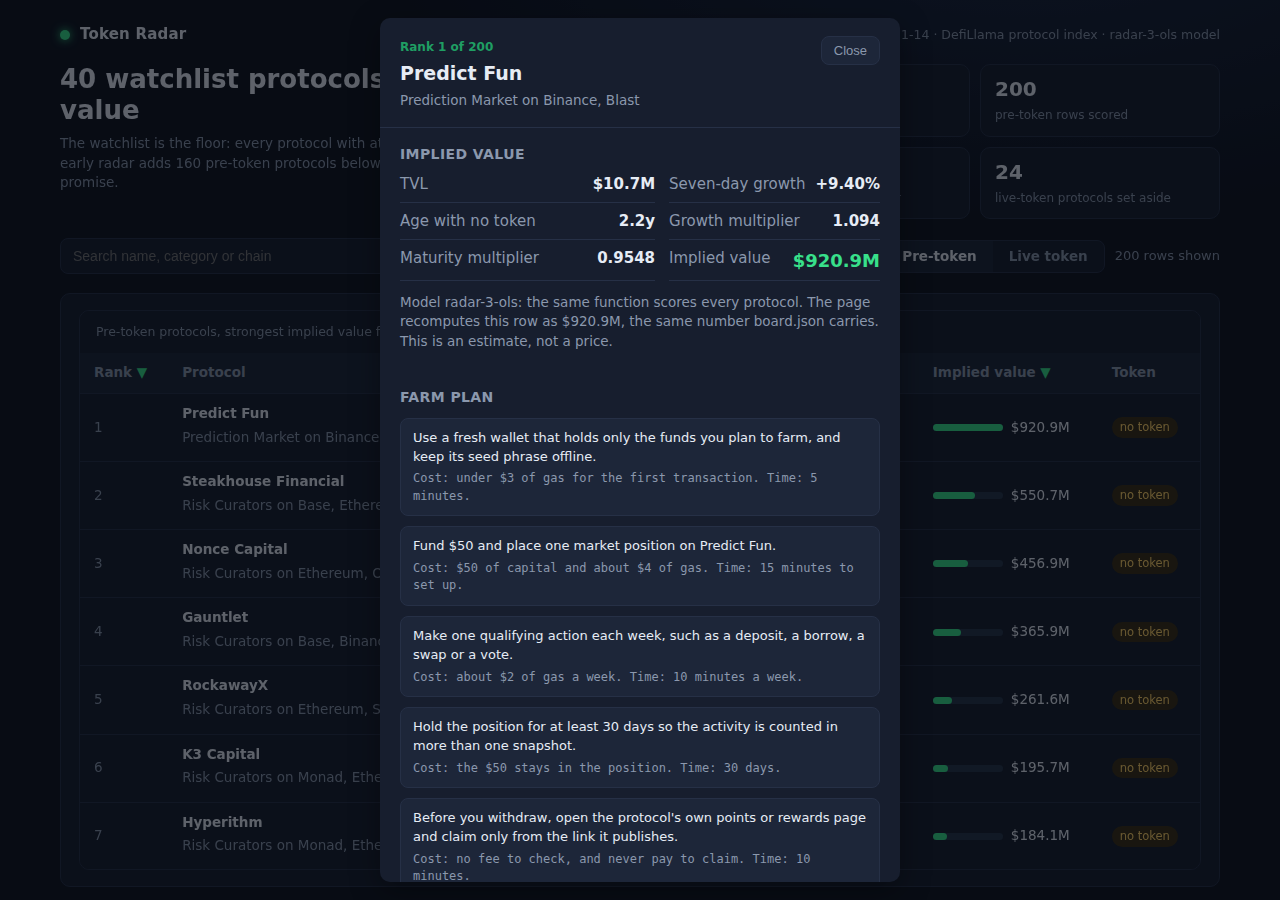 Token Radar
1-14 · DefiLlama protocol index · radar-3-ols model
40 watchlist protocols
value
The watchlist is the floor: every protocol with at
early radar adds 160 pre-token protocols below
promise.
200
pre-token rows scored
24
live-token protocols set aside
Search name, category or chain
Pre-token
Live token
200 rows shown
Pre-token protocols, strongest implied value f
Rank ▼
Protocol
Implied value ▼
Token
1
Predict Fun
Prediction Market on Binance
$920.9M
no token
2
Steakhouse Financial
Risk Curators on Base, Ethere
$550.7M
no token
3
Nonce Capital
Risk Curators on Ethereum, C
$456.9M
no token
4
Gauntlet
Risk Curators on Base, Binan
$365.9M
no token
5
RockawayX
Risk Curators on Ethereum, S
$261.6M
no token
6
K3 Capital
Risk Curators on Monad, Ethe
$195.7M
no token
7
Hyperithm
Risk Curators on Monad, Ethe
$184.1M
no token
Rank 1 of 200
Close
Predict Fun
Prediction Market on Binance, Blast
IMPLIED VALUE
TVL $10.7M
Seven-day growth +9.40%
Age with no token 2.2y
Growth multiplier 1.094
Maturity multiplier 0.9548
Implied value $920.9M
Model radar-3-ols: the same function scores every protocol. The page
recomputes this row as $920.9M, the same number board.json carries.
This is an estimate, not a price.
FARM PLAN
Use a fresh wallet that holds only the funds you plan to farm, and
keep its seed phrase offline.
Cost: under $3 of gas for the first transaction. Time: 5
minutes.
Fund $50 and place one market position on Predict Fun.
Cost: $50 of capital and about $4 of gas. Time: 15 minutes to
set up.
Make one qualifying action each week, such as a deposit, a borrow, a
swap or a vote.
Cost: about $2 of gas a week. Time: 10 minutes a week.
Hold the position for at least 30 days so the activity is counted in
more than one snapshot.
Cost: the $50 stays in the position. Time: 30 days.
Before you withdraw, open the protocol's own points or rewards page
and claim only from the link it publishes.
Cost: no fee to check, and never pay to claim. Time: 10
minutes.